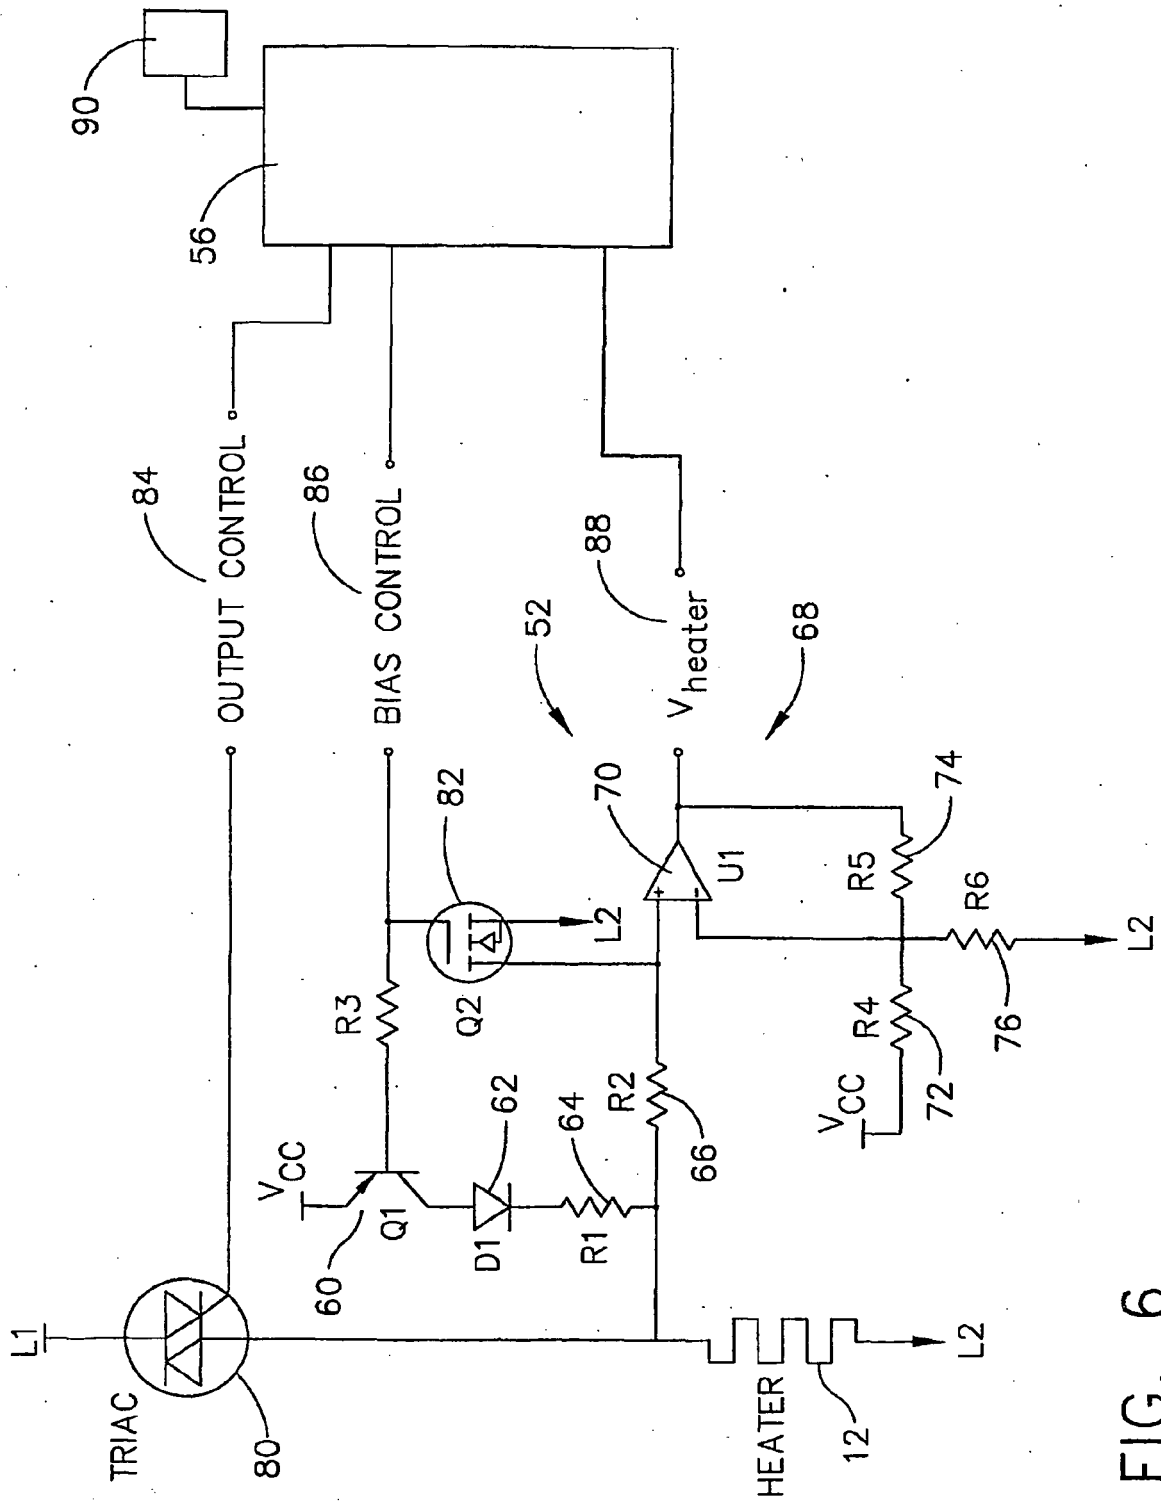 L1
TRIAC
80
HEATER
12
L2
VCC
60
Q1
D1
62
R1
64
R2
66
R3
Q2
82
L2
OUTPUT CONTROL
84
BIAS CONTROL
86
Vheater
88
52
68
70
U1
VCC
R4
72
R5
74
R6
76
L2
56
90
FIG. 6